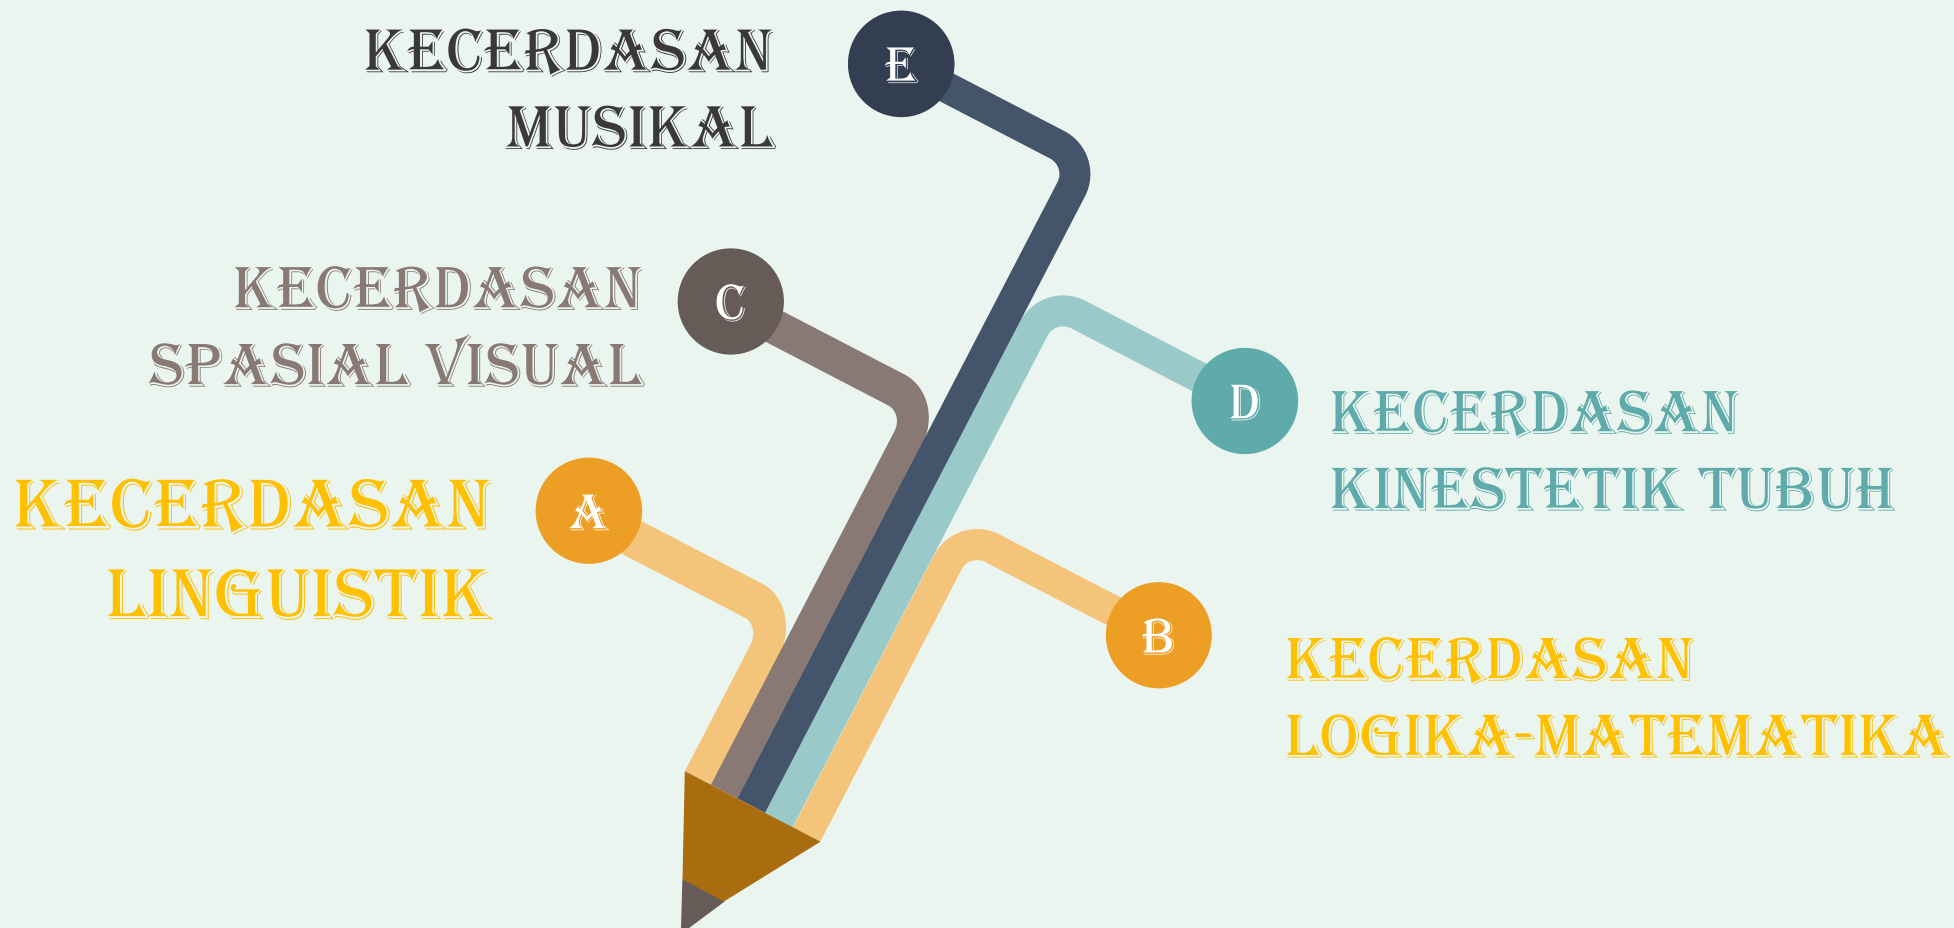 KECERDASAN
MUSIKAL
E
KECERDASAN
SPASIAL VISUAL
C
D
KECERDASAN
KINESTETIK TUBUH
KECERDASAN
LINGUISTIK
A
B
KECERDASAN
LOGIKA-MATEMATIKA